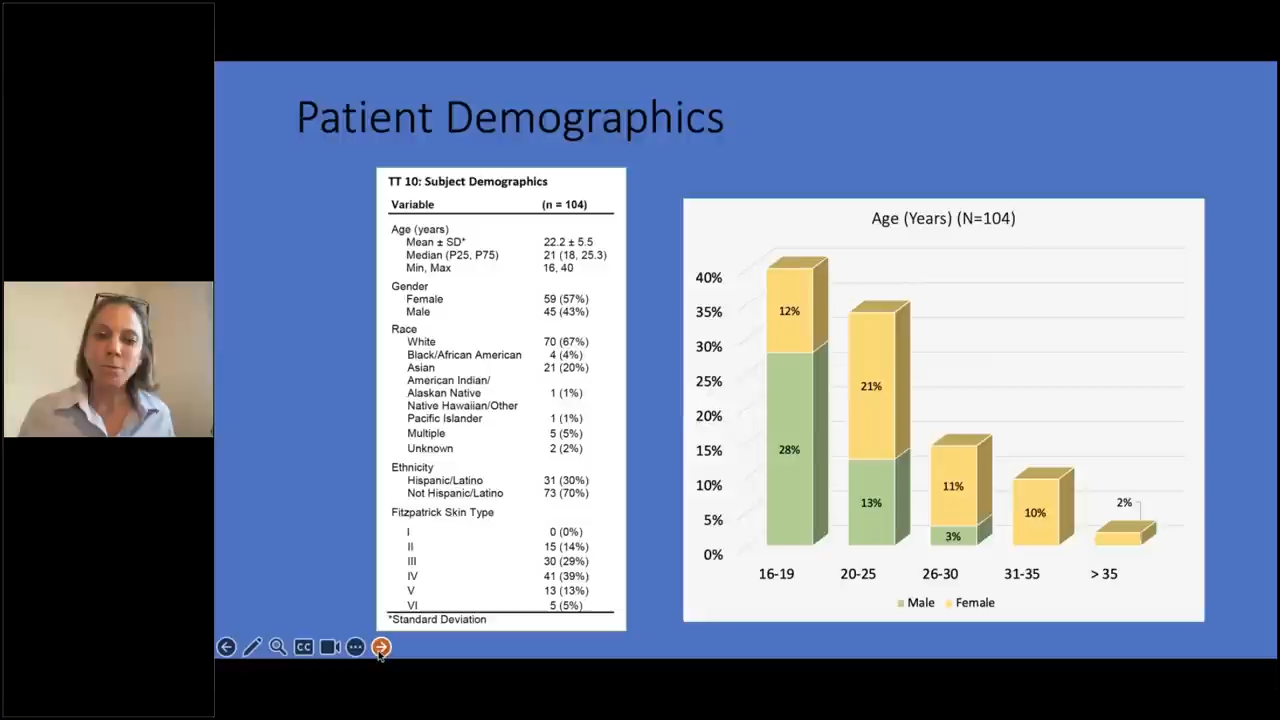 Patient Demographics
TT 10: Subject Demographics
Variable (n = 104)
Age (years)
Mean ± SD* 22.2 ± 5.5
Median (P25, P75) 21 (18, 25.3)
Min, Max 16, 40
Gender
Female 59 (57%)
Male 45 (43%)
Race
White 70 (67%)
Black/African American 4 (4%)
Asian 21 (20%)
American Indian/
Alaskan Native 1 (1%)
Native Hawaiian/Other
Pacific Islander 1 (1%)
Multiple 5 (5%)
Unknown 2 (2%)
Ethnicity
Hispanic/Latino 31 (30%)
Not Hispanic/Latino 73 (70%)
Fitzpatrick Skin Type
I 0 (0%)
II 15 (14%)
III 30 (29%)
IV 41 (39%)
V 13 (13%)
VI 5 (5%)
*Standard Deviation
Age (Years) (N=104)
40%
35%
30%
25%
20%
15%
10%
5%
0%
12%
28%
21%
13%
11%
3%
10%
2%
16-19 20-25 26-30 31-35 > 35
Male Female
CC